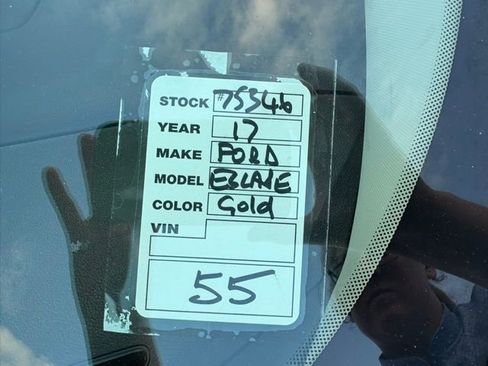 STOCK #75546
YEAR 17
MAKE FORD
MODEL ESCAPE
COLOR Gold
VIN
55